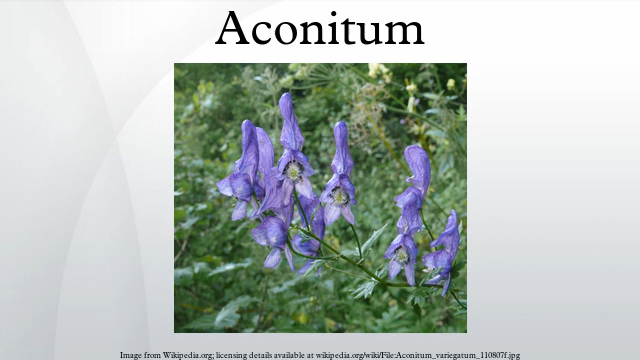 Aconitum
Image from Wikipedia.org; licensing details available at wikipedia.org/wiki/File:Aconitum_variegatum_110807f.jpg